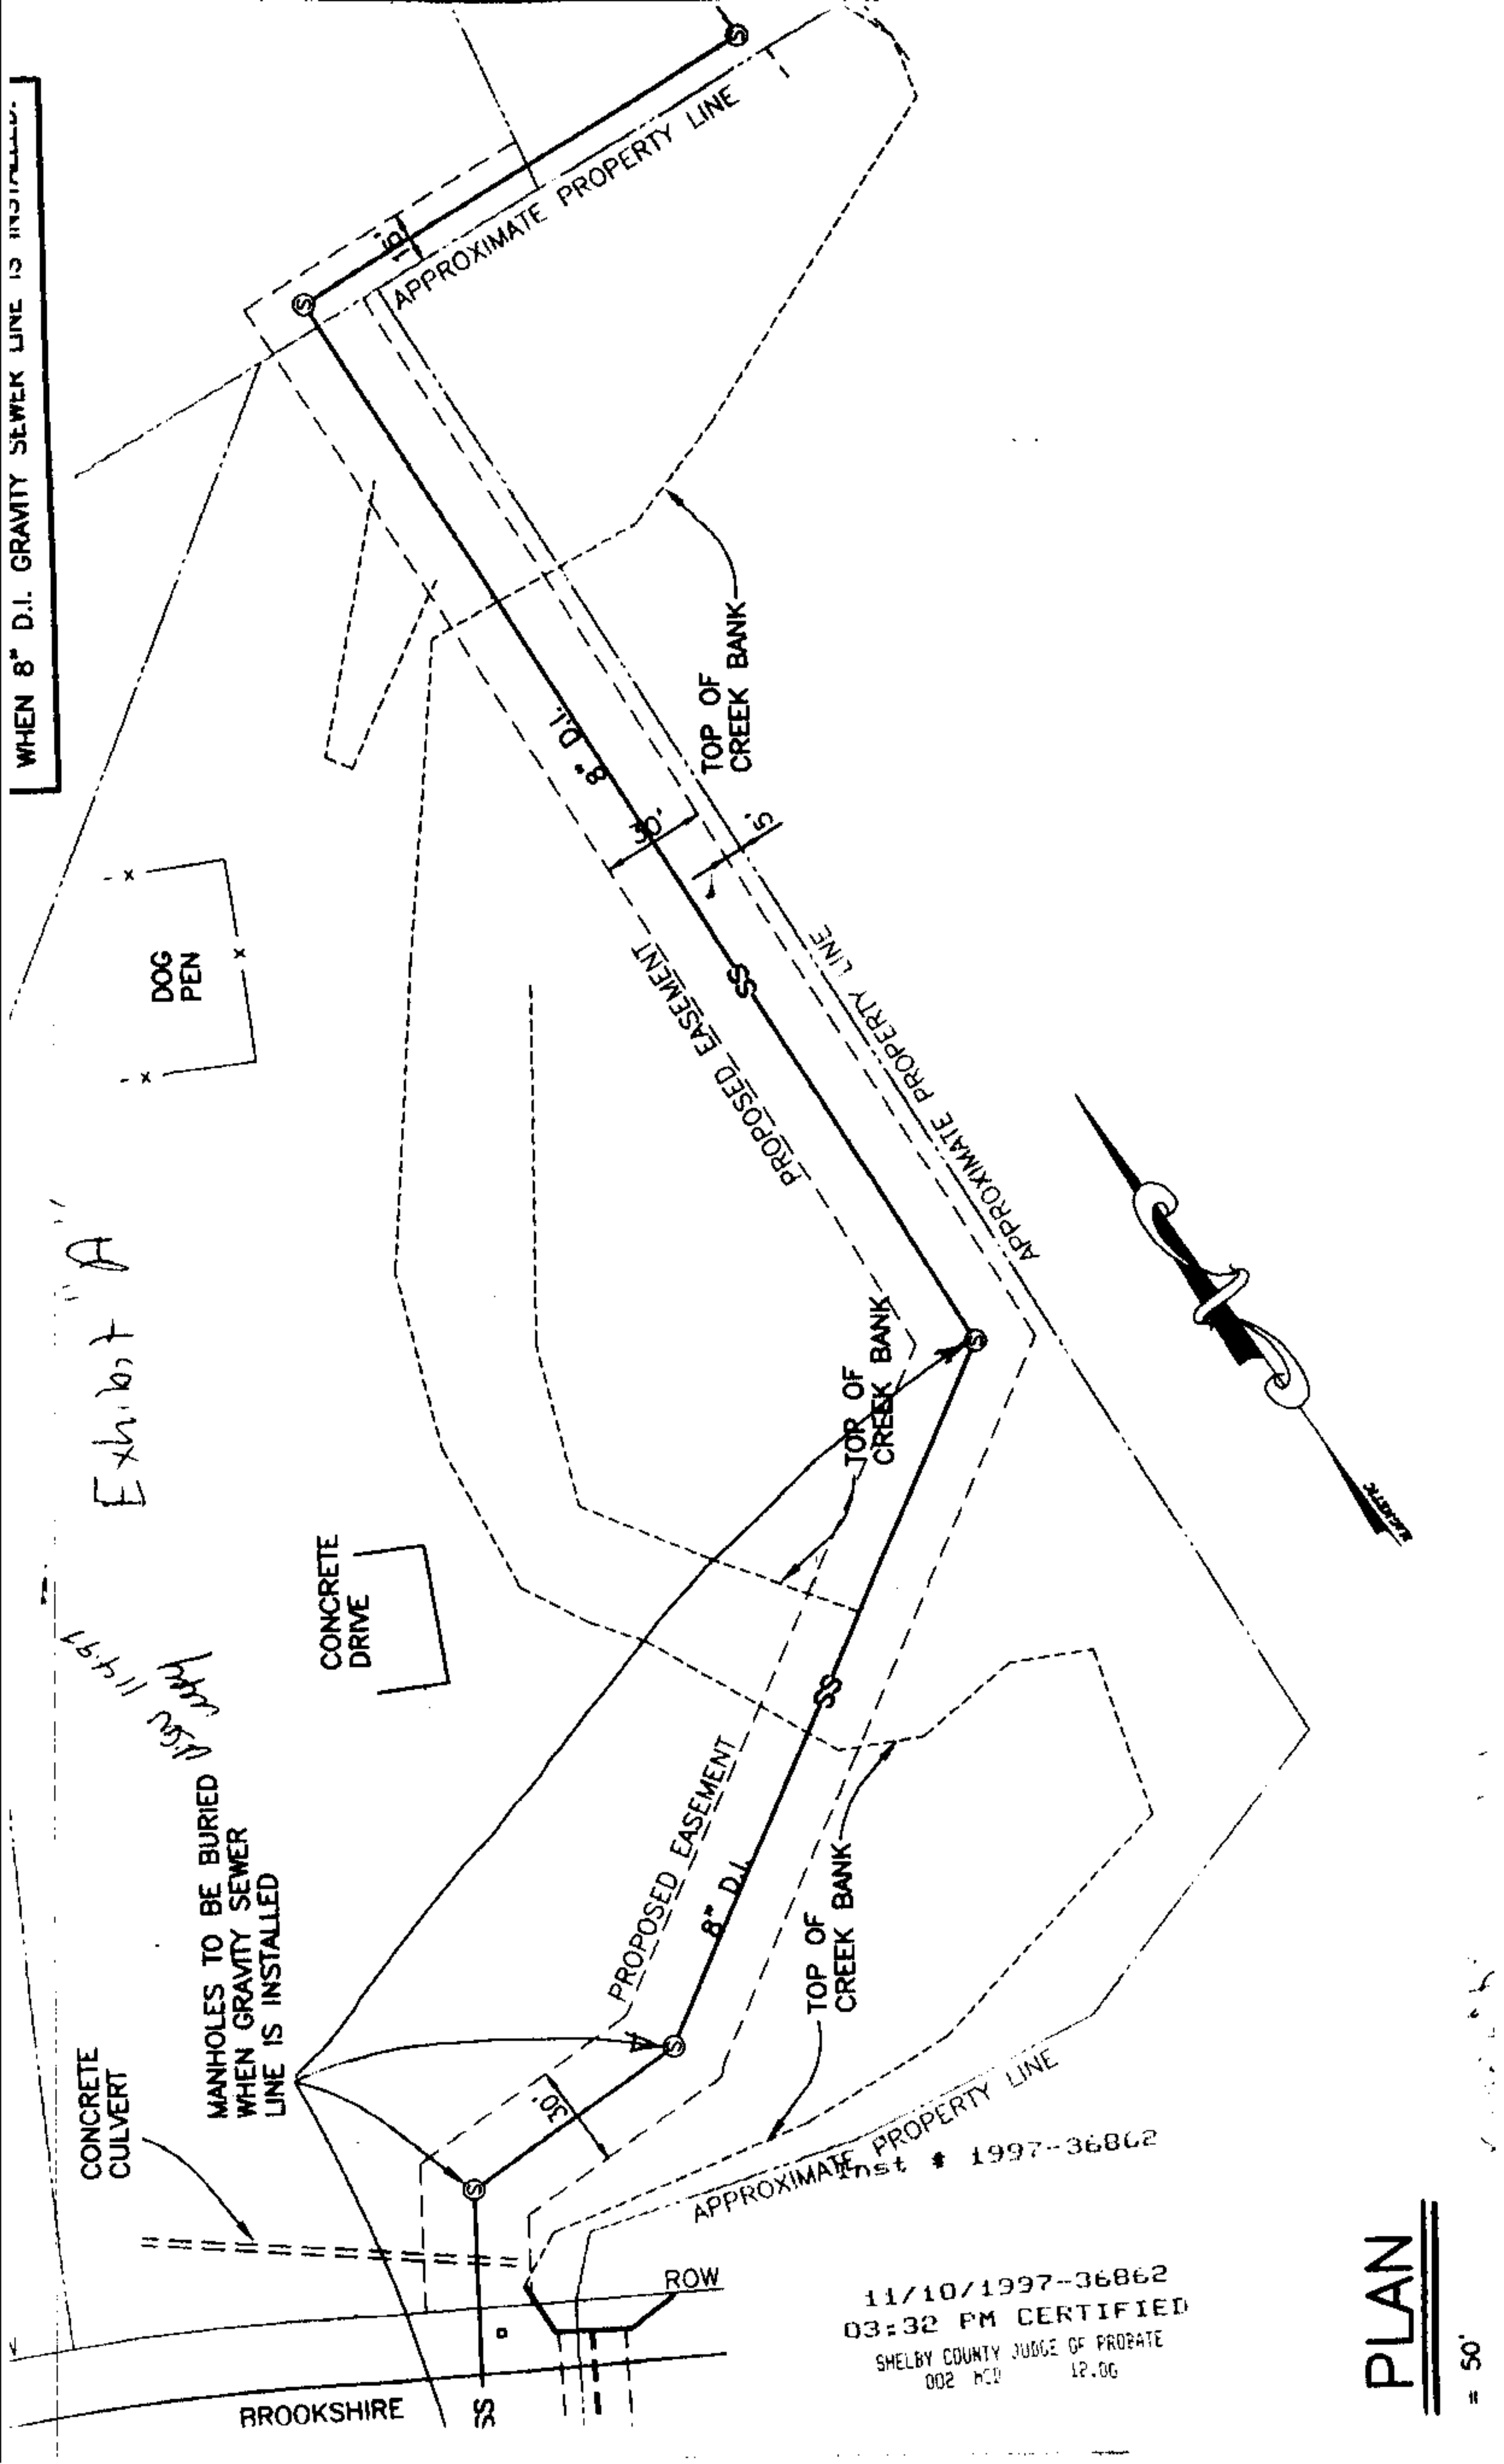 WHEN 8" D.I. GRAVITY SEWER LINE IS INSTALLED.
Exhibit "A"
DOG
PEN
CONCRETE
DRIVE
CONCRETE
CULVERT
MANHOLES TO BE BURIED
WHEN GRAVITY SEWER
LINE IS INSTALLED
15'
APPROXIMATE PROPERTY LINE
S
S
8" D.I.
30'
5'
TOP OF
CREEK BANK
SS
PROPOSED EASEMENT
APPROXIMATE PROPERTY LINE
S
TOP OF
CREEK BANK
SS
PROPOSED EASEMENT
8" D.I.
TOP OF
CREEK BANK
S
30'
S
APPROXIMATE PROPERTY LINE
ROW
BROOKSHIRE
SS
MAGNETIC
Inst # 1997-36862
11/10/1997-36862
03:32 PM CERTIFIED
SHELBY COUNTY JUDGE OF PROBATE
002 MCD 12.00
PLAN
= 50'